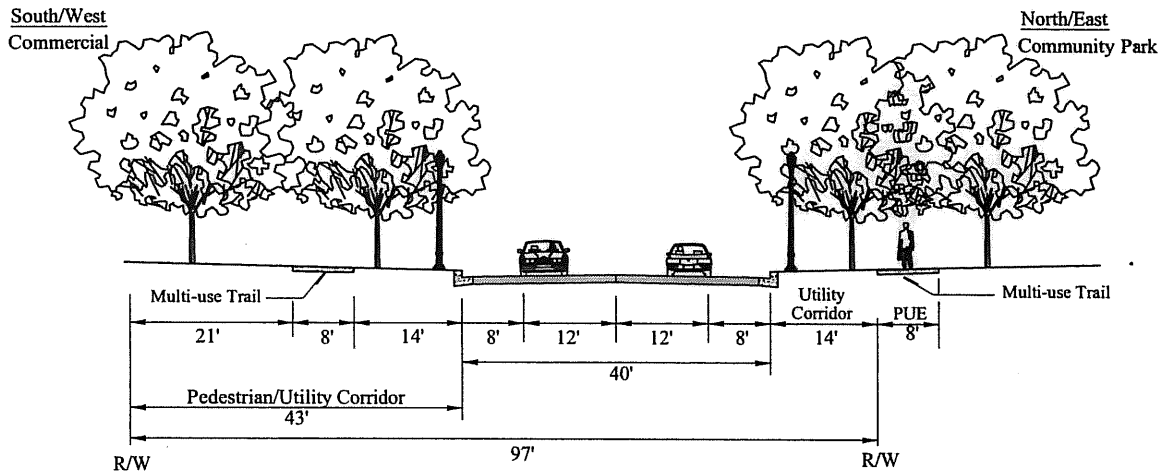 South/West
Commercial
North/East
Community Park
Multi-use Trail
Utility
Corridor
PUE
Multi-use Trail
21'
8'
14'
8'
12'
12'
8'
14'
8'
40'
Pedestrian/Utility Corridor
43'
97'
R/W
R/W